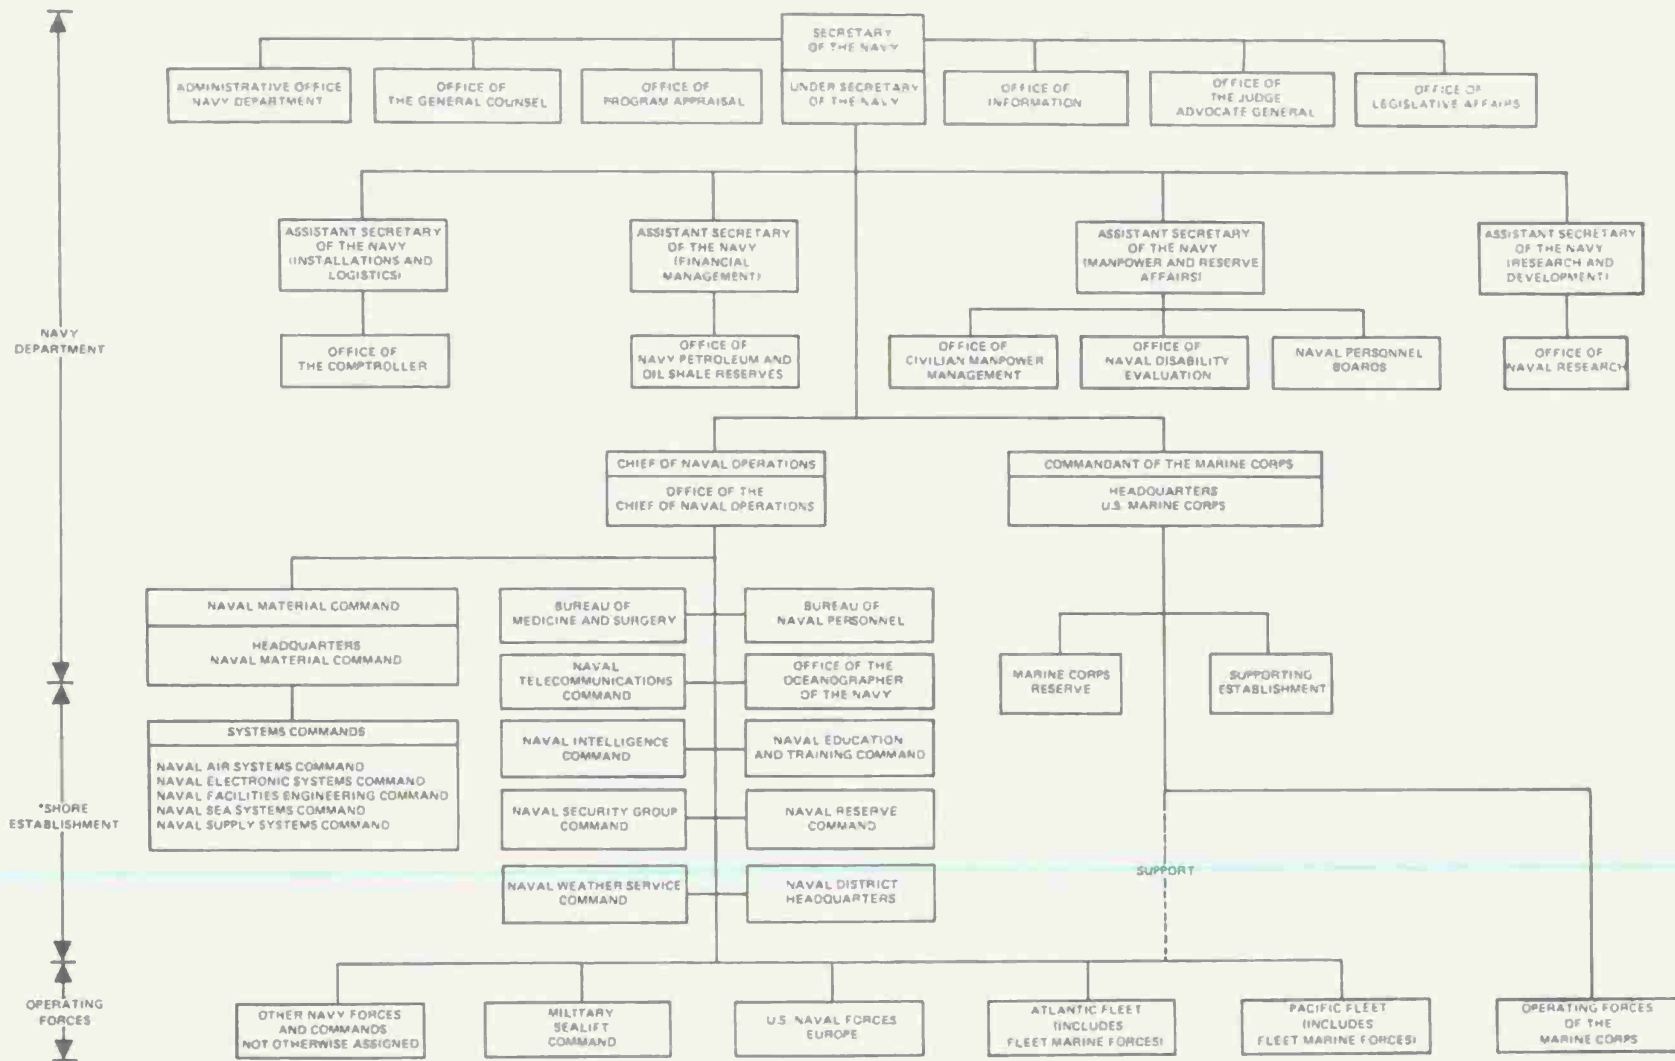 SECRETARY
OF THE NAVY
UNDER SECRETARY
OF THE NAVY
ADMINISTRATIVE OFFICE
NAVY DEPARTMENT
OFFICE OF
THE GENERAL COUNSEL
OFFICE OF
PROGRAM APPRAISAL
OFFICE OF
INFORMATION
OFFICE OF
THE JUDGE
ADVOCATE GENERAL
OFFICE OF
LEGISLATIVE AFFAIRS
ASSISTANT SECRETARY
OF THE NAVY
(INSTALLATIONS AND
LOGISTICS)
ASSISTANT SECRETARY
OF THE NAVY
(FINANCIAL
MANAGEMENT)
ASSISTANT SECRETARY
OF THE NAVY
(MANPOWER AND RESERVE
AFFAIRS)
ASSISTANT SECRETARY
OF THE NAVY
(RESEARCH AND
DEVELOPMENT)
NAVY
DEPARTMENT
OFFICE OF
THE COMPTROLLER
OFFICE OF
NAVY PETROLEUM AND
OIL SHALE RESERVES
OFFICE OF
CIVILIAN MANPOWER
MANAGEMENT
OFFICE OF
NAVAL DISABILITY
EVALUATION
NAVAL PERSONNEL
BOARDS
OFFICE OF
NAVAL RESEARCH
CHIEF OF NAVAL OPERATIONS
OFFICE OF THE
CHIEF OF NAVAL OPERATIONS
COMMANDANT OF THE MARINE CORPS
HEADQUARTERS
U.S. MARINE CORPS
NAVAL MATERIAL COMMAND
HEADQUARTERS
NAVAL MATERIAL COMMAND
BUREAU OF
MEDICINE AND SURGERY
BUREAU OF
NAVAL PERSONNEL
NAVAL
TELECOMMUNICATIONS
COMMAND
OFFICE OF THE
OCEANOGRAPHER
OF THE NAVY
MARINE CORPS
RESERVE
SUPPORTING
ESTABLISHMENT
SYSTEMS COMMANDS
NAVAL AIR SYSTEMS COMMAND
NAVAL ELECTRONIC SYSTEMS COMMAND
NAVAL FACILITIES ENGINEERING COMMAND
NAVAL SEA SYSTEMS COMMAND
NAVAL SUPPLY SYSTEMS COMMAND
NAVAL INTELLIGENCE
COMMAND
NAVAL EDUCATION
AND TRAINING COMMAND
*SHORE
ESTABLISHMENT
NAVAL SECURITY GROUP
COMMAND
NAVAL RESERVE
COMMAND
NAVAL WEATHER SERVICE
COMMAND
NAVAL DISTRICT
HEADQUARTERS
SUPPORT
OPERATING
FORCES
OTHER NAVY FORCES
AND COMMANDS
NOT OTHERWISE ASSIGNED
MILITARY
SEALIFT
COMMAND
U.S. NAVAL FORCES
EUROPE
ATLANTIC FLEET
(INCLUDES
FLEET MARINE FORCES)
PACIFIC FLEET
(INCLUDES
FLEET MARINE FORCES)
OPERATING FORCES
OF THE
MARINE CORPS